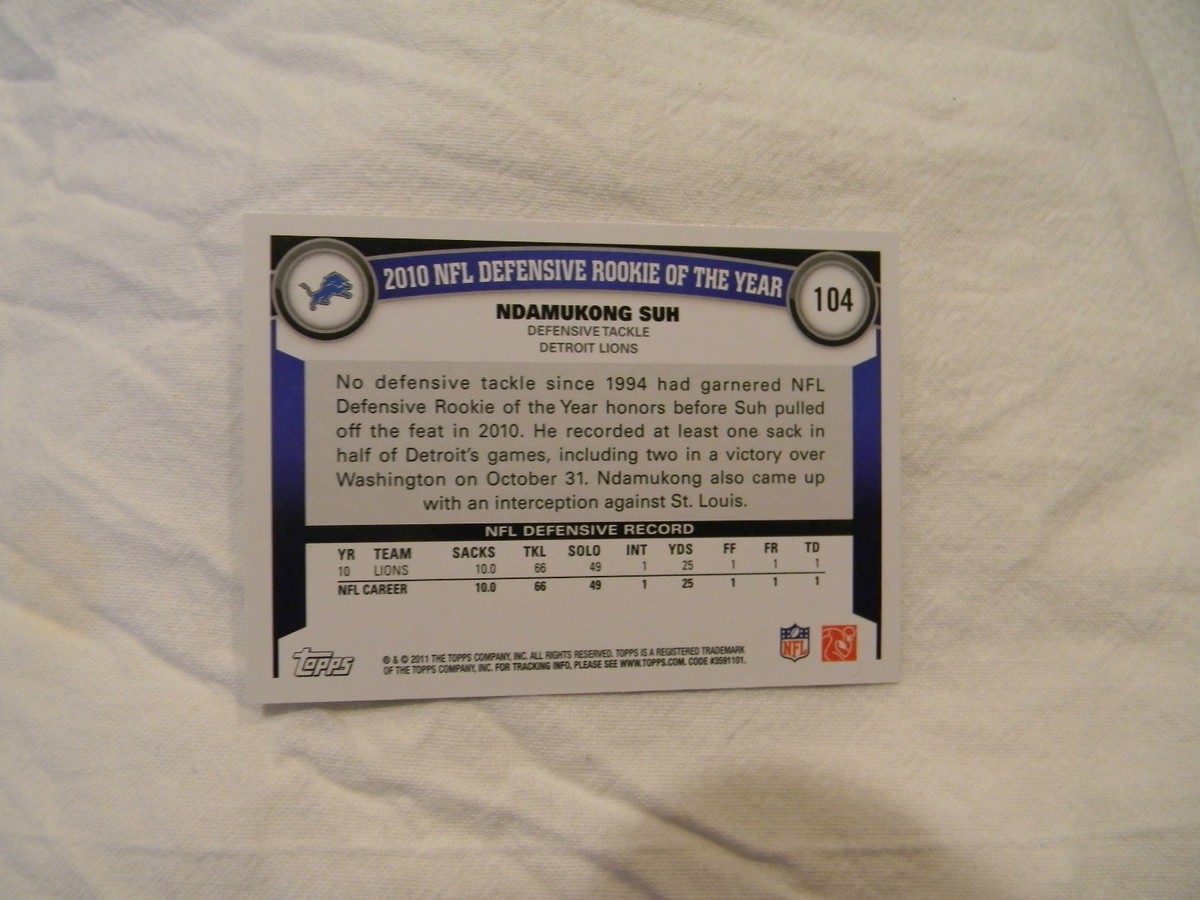 2010 NFL DEFENSIVE ROOKIE OF THE YEAR
104
NDAMUKONG SUH
DEFENSIVE TACKLE
DETROIT LIONS
No defensive tackle since 1994 had garnered NFL
Defensive Rookie of the Year honors before Suh pulled
off the feat in 2010. He recorded at least one sack in
half of Detroit's games, including two in a victory over
Washington on October 31. Ndamukong also came up
with an interception against St. Louis.
NFL DEFENSIVE RECORD
YR TEAM SACKS TKL SOLO INT YDS FF FR TD
10 LIONS 10.0 66 49 1 25 1 1 1
NFL CAREER 10.0 66 49 1 25 1 1 1
Topps
® & © 2011 THE TOPPS COMPANY, INC. ALL RIGHTS RESERVED. TOPPS IS A REGISTERED TRADEMARK
OF THE TOPPS COMPANY, INC. FOR TRACKING INFO, PLEASE SEE WWW.TOPPS.COM. CODE #3591101.
NFL